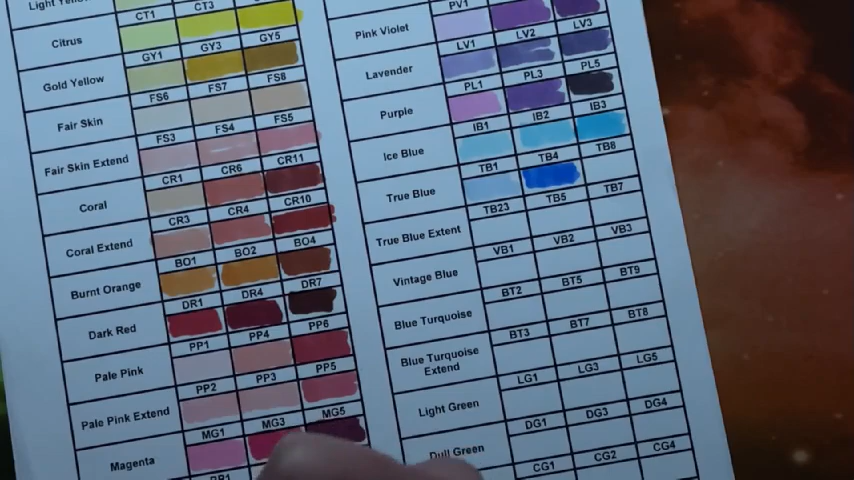 Light Yellow
CT1 CT3
Citrus
GY1 GY3 GY5
Gold Yellow
FS6 FS7 FS8
Fair Skin
FS3 FS4 FS5
Fair Skin Extend
CR1 CR6 CR11
Coral
CR3 CR4 CR10
Coral Extend
BO1 BO2 BO4
Burnt Orange
DR1 DR4 DR7
Dark Red
PP1 PP4 PP6
Pale Pink
PP2 PP3 PP5
Pale Pink Extend
MG1 MG3 MG5
Magenta
PV1
Pink Violet
LV1 LV2 LV3
Lavender
PL1 PL3 PL5
Purple
IB1 IB2 IB3
Ice Blue
TB1 TB4 TB8
True Blue
TB23 TB5 TB7
True Blue Extent
VB1 VB2 VB3
Vintage Blue
BT2 BT5 BT9
Blue Turquoise
BT3 BT7 BT8
Blue Turquoise
Extend
LG1 LG3 LG5
Light Green
DG1 DG3 DG4
Dull Green
CG1 CG2 CG4